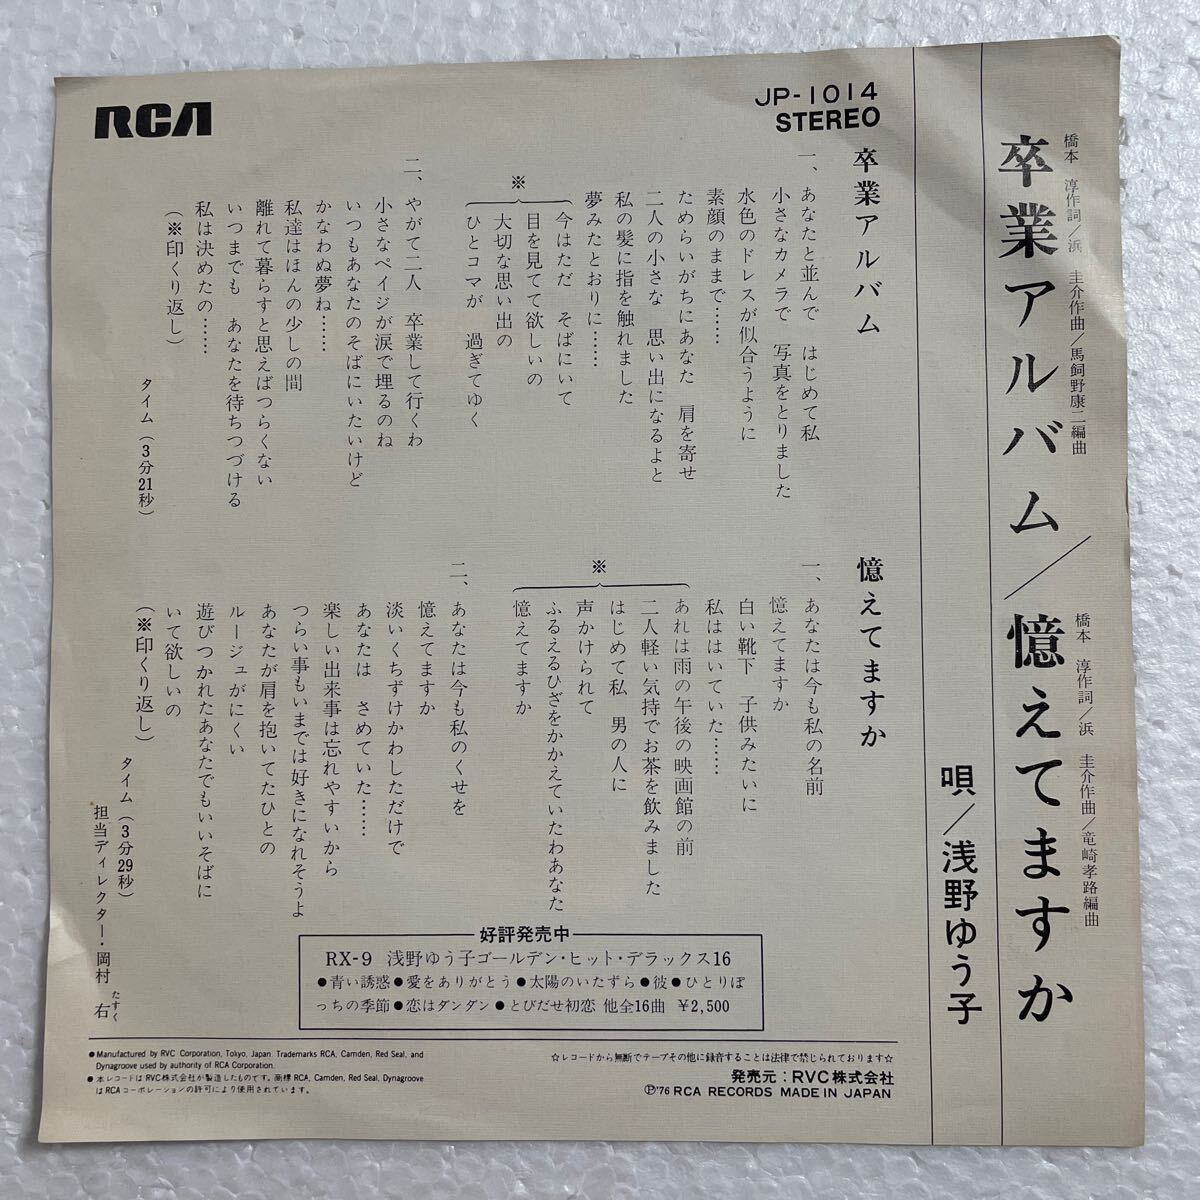 橋本 淳作詞/浜 圭介作曲/馬飼野康二編曲
橋本 淳作詞/浜 圭介作曲/竜崎孝路編曲
卒業アルバム/憶えてますか
唄/浅野ゆう子
RCA
JP-1014
STEREO
卒業アルバム
一、あなたと並んで はじめて私
小さなカメラで 写真をとりました
水色のドレスが似合うように
素顔のままで……
ためらいがちにあなた 肩を寄せ
二人の小さな 思い出になるよと
私の髪に指を触れました
夢みたとおりに……
※
今はただ そばにいて
目を見てて欲しいの
大切な思い出の
ひとコマが 過ぎてゆく
二、やがて二人 卒業して行くわ
小さなペイジが涙で埋るのね
いつもあなたのそばにいたいけど
かなわぬ夢ね……
私達はほんの少しの間
離れて暮らすと思えばつらくない
いつまでも あなたを待ちつづける
私は決めたの……
(※印くり返し)
タイム(3分21秒)
憶えてますか
一、あなたは今も私の名前
憶えてますか
白い靴下 子供みたいに
私ははいていた……
※
あれは雨の午後の映画館の前
二人軽い気持でお茶を飲みました
はじめて私 男の人に
声かけられて
ふるえるひざをかかえていたわあなた
憶えてますか
二、あなたは今も私のくせを
憶えてますか
淡いくちずけかわしただけで
あなたは さめていた……
楽しい出来事は忘れやすいから
つらい事もいまでは好きになれそうよ
あなたが肩を抱いてたひとの
ルージュがにくい
遊びつかれたあなたでもいいそばに
いて欲しいの
(※印くり返し)
タイム(3分29秒)
担当ディレクター・岡村 右
たすく
好評発売中
RX-9 浅野ゆう子ゴールデン・ヒット・デラックス16
●青い誘惑●愛をありがとう●太陽のいたずら●彼●ひとりぼ
っちの季節●恋はダンダン●とびだせ初恋 他全16曲 ¥2,500
● Manufactured by RVC Corporation, Tokyo, Japan. Trademarks RCA, Camden, Red Seal, and
Dynagroove used by authority of RCA Corporation.
● 本レコードはRVC株式会社が製造したものです。商標RCA, Camden, Red Seal, Dynagroove
はRCAコーポレーションの許可により使用されています。
☆レコードから無断でテープその他に録音することは法律で禁じられております☆
発売元:RVC株式会社
Ⓟ'76 RCA RECORDS MADE IN JAPAN